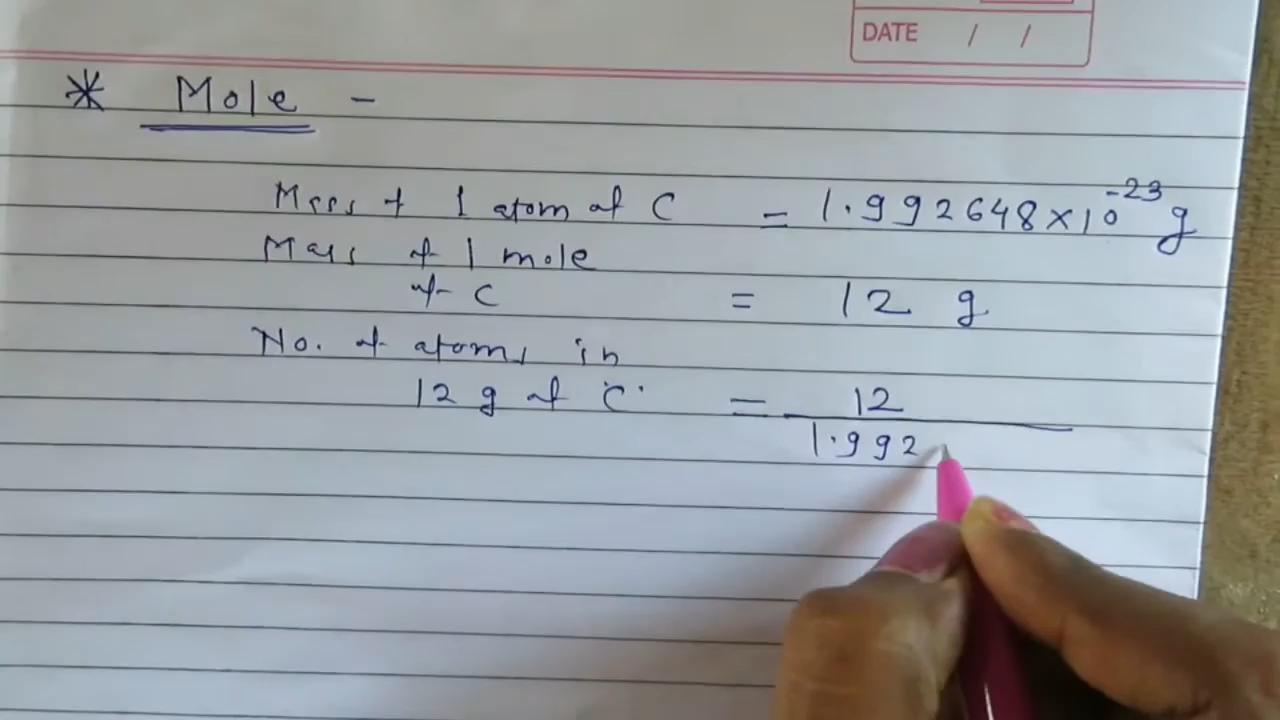 DATE / /
* Mole -
Mass of 1 atom of C = 1.992648×10⁻²³ g
Mass of 1 mole
of C = 12 g
No. of atoms in
12 g of C = 12
1.992